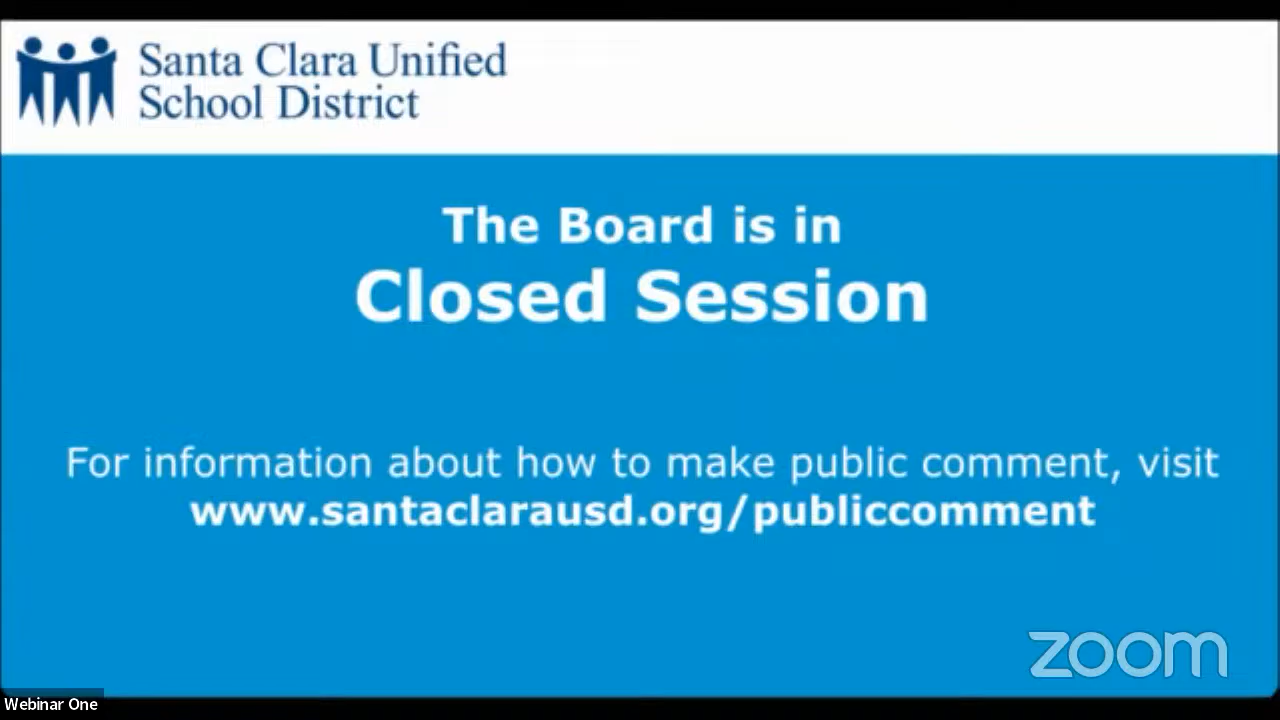 Santa Clara Unified
School District
The Board is in
Closed Session
For information about how to make public comment, visit
www.santaclarausd.org/publiccomment
zoom
Webinar One